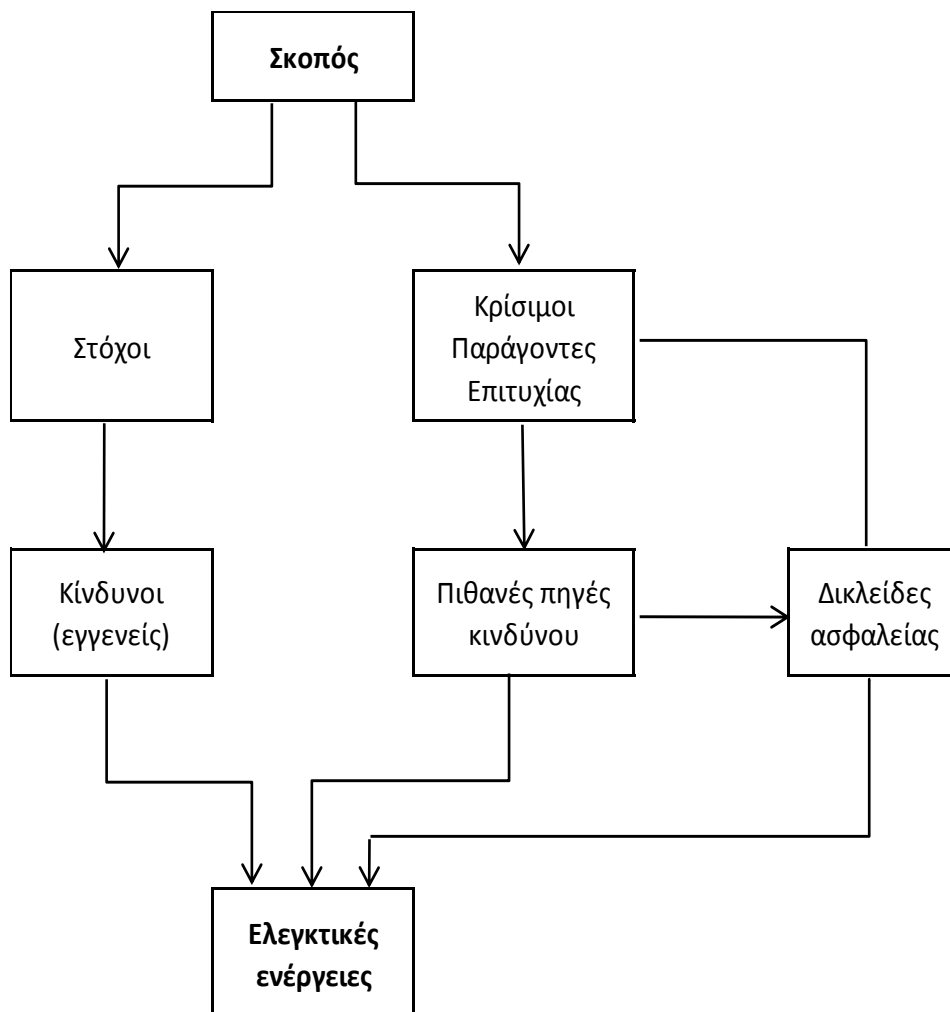 Σκοπός
Στόχοι
Κρίσιμοι
Παράγοντες
Επιτυχίας
Κίνδυνοι
(εγγενείς)
Πιθανές πηγές
κινδύνου
Δικλείδες
ασφαλείας
Ελεγκτικές
ενέργειες